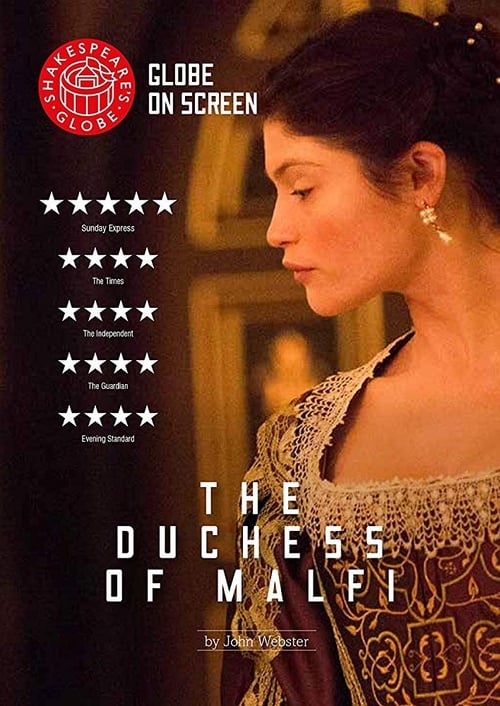 SHAKESPEARE'S GLOBE
GLOBE
ON SCREEN
Sunday Express
The Times
The Independent
The Guardian
Evening Standard
THE
DUCHESS
OF MALFI
by John Webster